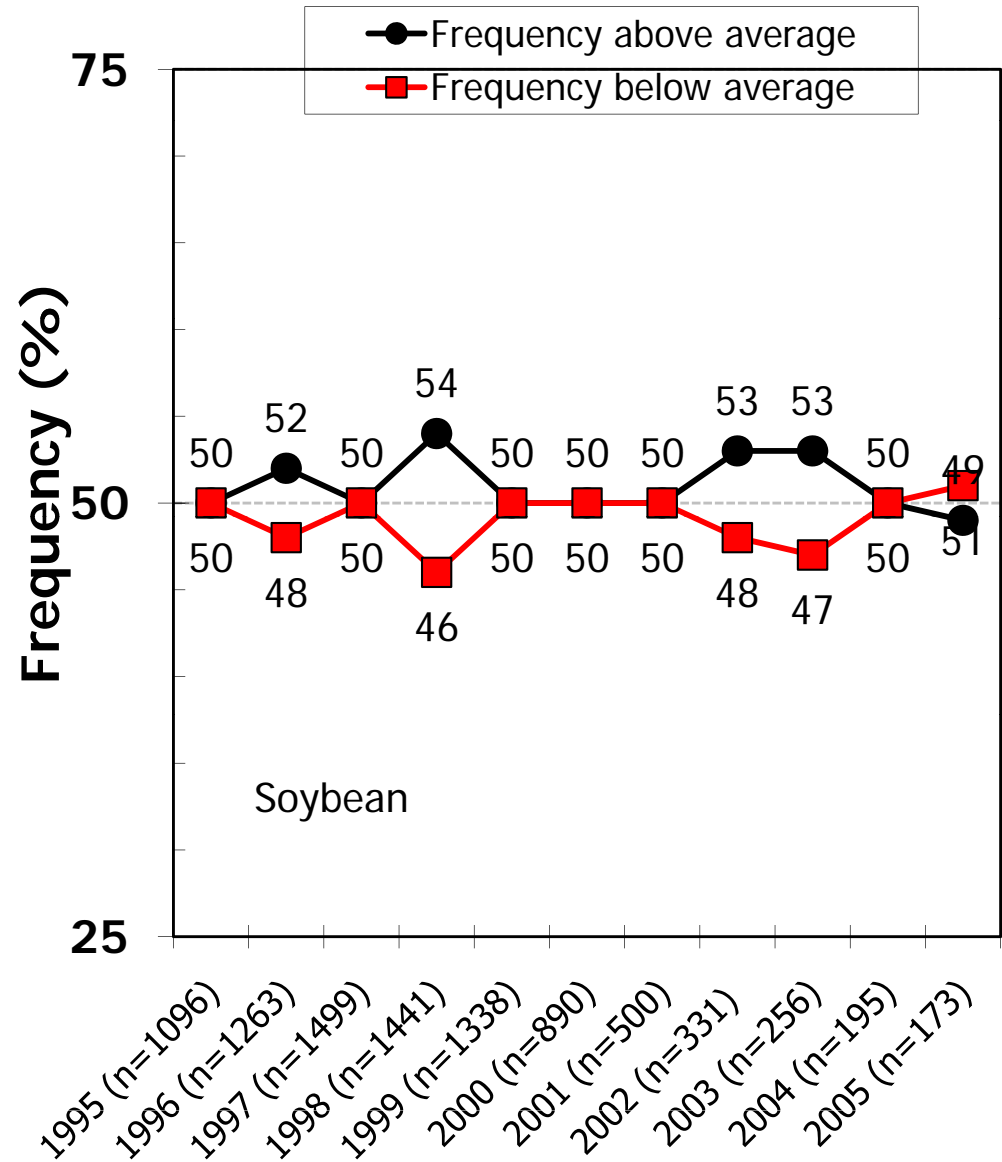 Frequency above average
Frequency below average
75
50
25
Frequency (%)
50 52 50 54 50 50 50 53 53 50 49
50 48 50 46 50 50 50 48 47 50 51
Soybean
1995 (n=1096)
1996 (n=1263)
1997 (n=1499)
1998 (n=1441)
1999 (n=1338)
2000 (n=890)
2001 (n=500)
2002 (n=331)
2003 (n=256)
2004 (n=195)
2005 (n=173)